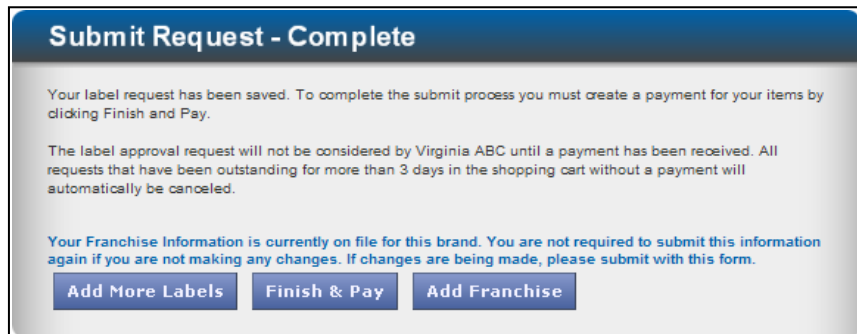 Submit Request - Complete
Your label request has been saved. To complete the submit process you must create a payment for your items by
clicking Finish and Pay.
The label approval request will not be considered by Virginia ABC until a payment has been received. All
requests that have been outstanding for more than 3 days in the shopping cart without a payment will
automatically be canceled.
Your Franchise Information is currently on file for this brand. You are not required to submit this information
again if you are not making any changes. If changes are being made, please submit with this form.
Add More Labels Finish & Pay Add Franchise